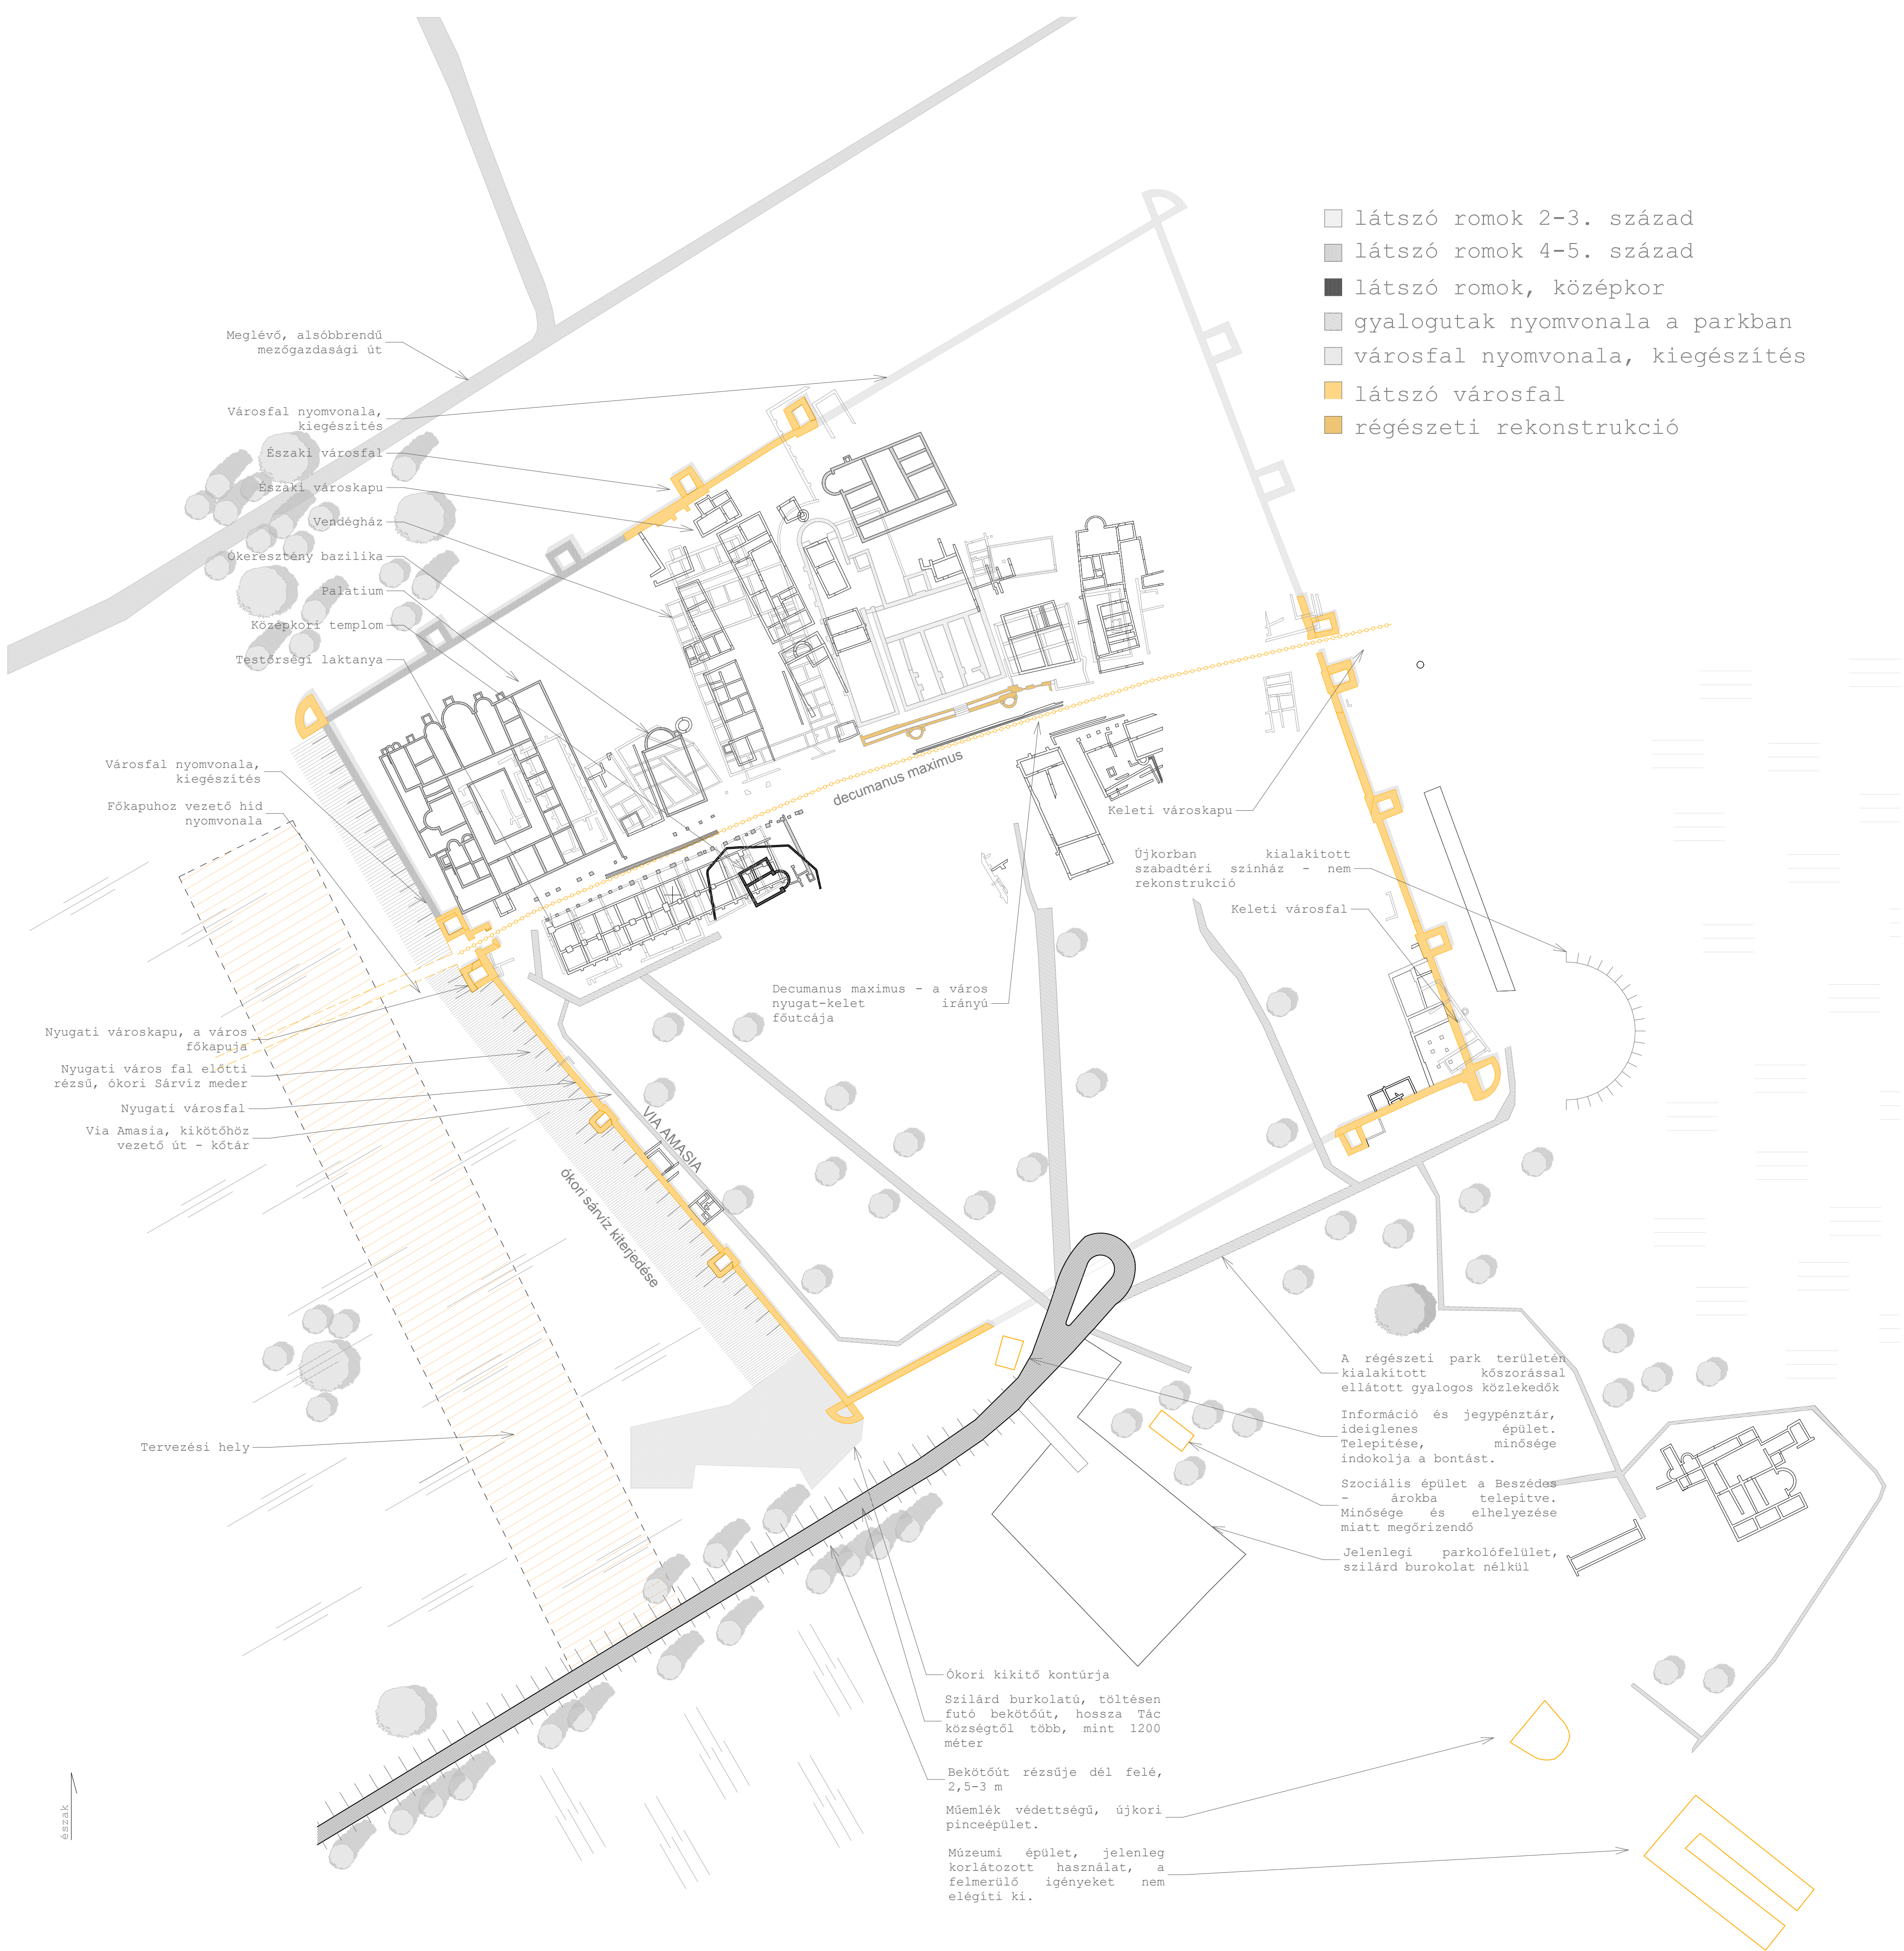 látszó romok 2-3. század
látszó romok 4-5. század
látszó romok, középkor
gyalogutak nyomvonala a parkban
városfal nyomvonala, kiegészítés
látszó városfal
régészeti rekonstrukció
Meglévő, alsóbbrendű
mezőgazdasági út
Városfal nyomvonala,
kiegészítés
Északi városfal
Északi városkapu
Vendégház
Ókeresztény bazilika
Palatium
Középkori templom
Testőrségi laktanya
Városfal nyomvonala,
kiegészítés
Főkapuhoz vezető híd
nyomvonala
decumanus maximus
Keleti városkapu
Újkorban kialakított
szabadtéri színház - nem
rekonstrukció
Keleti városfal
Decumanus maximus - a város
nyugat-kelet irányú
főutcája
Nyugati városkapu, a város
főkapuja
Nyugati város fal előtti
rézsű, ókori Sárvíz meder
Nyugati városfal
Via Amasia, kikötőhöz
vezető út - kőtár
VIA AMASIA
ókori sárvíz kiterjedése
Tervezési hely
A régészeti park területén
kialakított kőszorással
ellátott gyalogos közlekedők
Információ és jegypénztár,
ideiglenes épület.
Telepítése, minősége
indokolja a bontást.
Szociális épület a Beszédes
- árokba telepítve.
Minősége és elhelyezése
miatt megőrizendő
Jelenlegi parkolófelület,
szilárd burokolat nélkül
Ókori kikitő kontúrja
Szilárd burkolatú, töltésen
futó bekötőút, hossza Tác
községtől több, mint 1200
méter
Bekötőút rézsűje dél felé,
2,5-3 m
Műemlék védettségű, újkori
pinceépület.
Múzeumi épület, jelenleg
korlátozott használat, a
felmerülő igényeket nem
elégíti ki.
észak